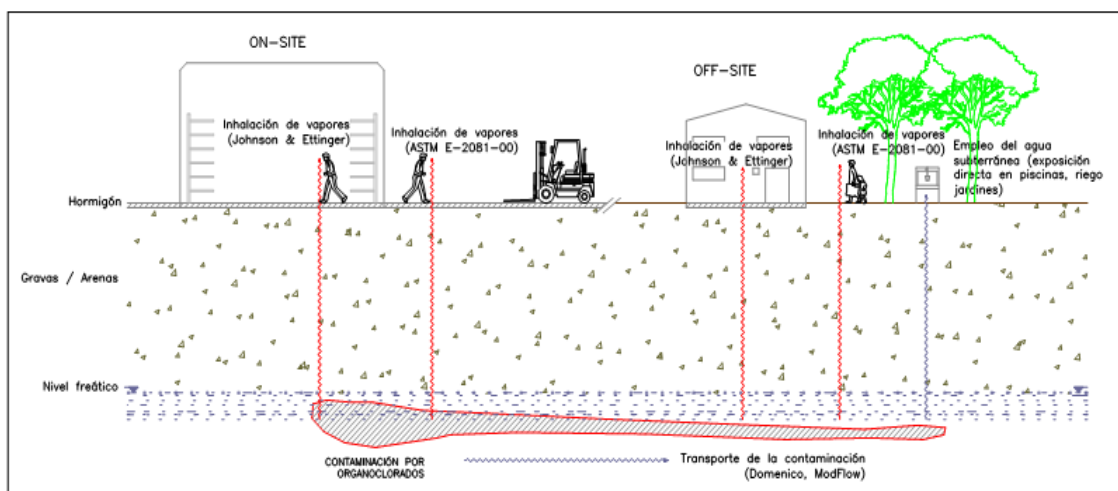 ON-SITE
OFF-SITE
Inhalación de vapores
(Johnson & Ettinger)
Inhalación de vapores
(ASTM E-2081-00)
Inhalación de vapores
(Johnson & Ettinger)
Inhalación de vapores
(ASTM E-2081-00)
Empleo del agua
subterránea (exposición
directa en piscinas, riego
jardines)
Hormigón
Gravas / Arenas
Nivel freático
CONTAMINACIÓN POR
ORGANOCLORADOS
Transporte de la contaminación
(Domenico, ModFlow)